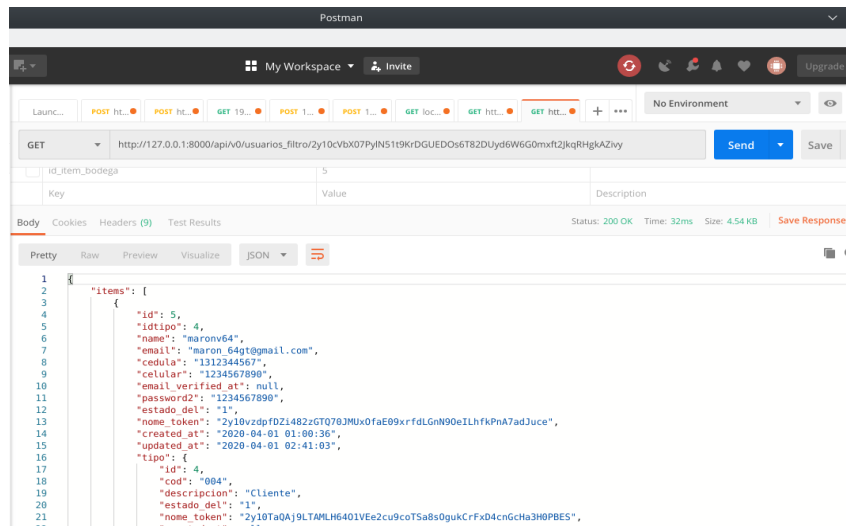 Postman
My Workspace Invite Upgrade
Launc... POST ht... POST ht... GET 19... POST 1... POST 1... GET loc... GET htt... GET htt... + ••• No Environment
GET http://127.0.0.1:8000/api/v0/usuarios_filtro/2y10cVbX07PylN51t9KrDGUEDOs6T82DUyd6W6G0mxft2JkqRHgkAZivy Send Save
id_item_bodega 5
Key Value Description
Body Cookies Headers (9) Test Results Status: 200 OK Time: 32ms Size: 4.54 KB Save Response
Pretty Raw Preview Visualize JSON
1 {
2 "items": [
3 {
4 "id": 5,
5 "idtipo": 4,
6 "name": "maronv64",
7 "email": "maron_64gt@gmail.com",
8 "cedula": "1312344567",
9 "celular": "1234567890",
10 "email_verified_at": null,
11 "password2": "1234567890",
12 "estado_del": "1",
13 "nome_token": "2y10vzdpfDZi482zGTQ70JMUxOfaE09xrfdLGnN9OeILhfkPnA7adJuce",
14 "created_at": "2020-04-01 01:00:36",
15 "updated_at": "2020-04-01 02:41:03",
16 "tipo": {
17 "id": 4,
18 "cod": "004",
19 "descripcion": "Cliente",
20 "estado_del": "1",
21 "nome_token": "2y10TaQAj9LTAMLH64O1VEe2cu9coTSa8sOgukCrFxD4cnGcHa3H0PBES",